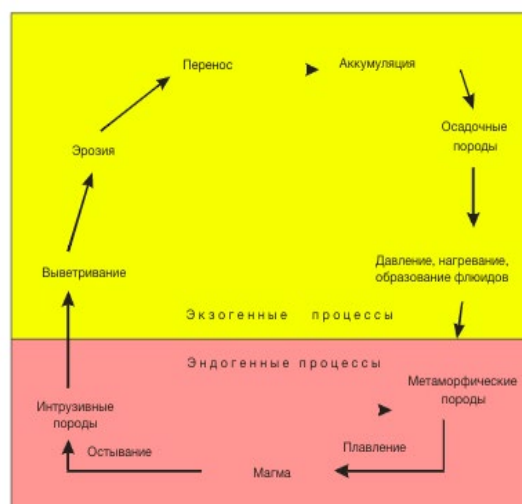 Перенос
Аккумуляция
Осадочные
породы
Эрозия
Давление, нагревание,
образование флюидов
Выветривание
Экзогенные процессы
Эндогенные процессы
Метаморфические
породы
Интрузивные
породы
Плавление
Остывание
Магма